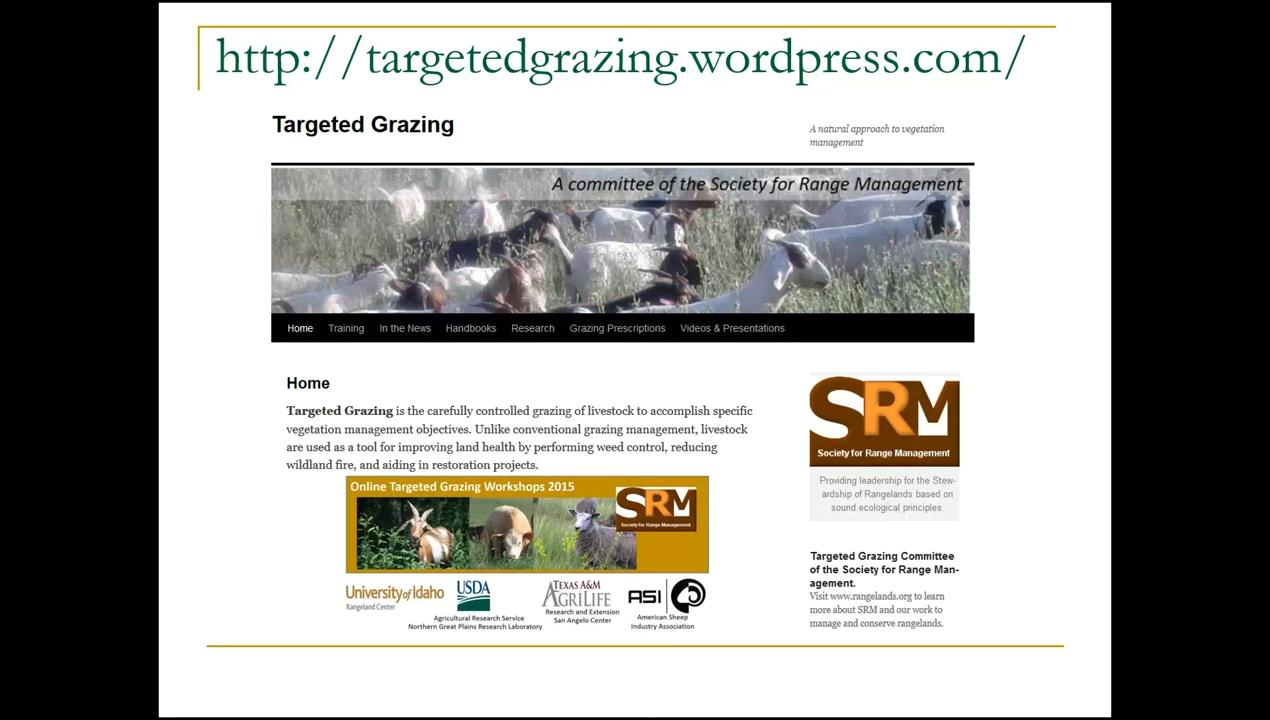 http://targetedgrazing.wordpress.com/
Targeted Grazing
A natural approach to vegetation
management
A committee of the Society for Range Management
Home Training In the News Handbooks Research Grazing Prescriptions Videos & Presentations
Home
Targeted Grazing is the carefully controlled grazing of livestock to accomplish specific
vegetation management objectives. Unlike conventional grazing management, livestock
are used as a tool for improving land health by performing weed control, reducing
wildland fire, and aiding in restoration projects.
Online Targeted Grazing Workshops 2015
SRM
Society for Range Management
University of Idaho
Rangeland Center
USDA
Agricultural Research Service
Northern Great Plains Research Laboratory
TEXAS A&M
AGRILIFE
Research and Extension
San Angelo Center
ASI
American Sheep
Industry Association
SRM
Society for Range Management
Providing leadership for the Stew-
ardship of Rangelands based on
sound ecological principles
Targeted Grazing Committee
of the Society for Range Man-
agement.
Visit www.rangelands.org to learn
more about SRM and our work to
manage and conserve rangelands.